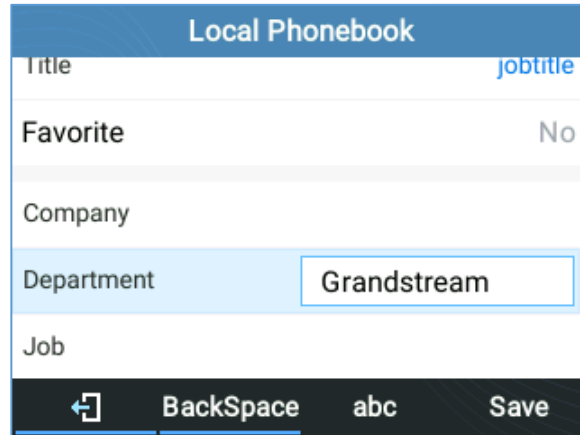 Local Phonebook
Title jobtitle
Favorite No
Company
Department Grandstream
Job
BackSpace abc Save